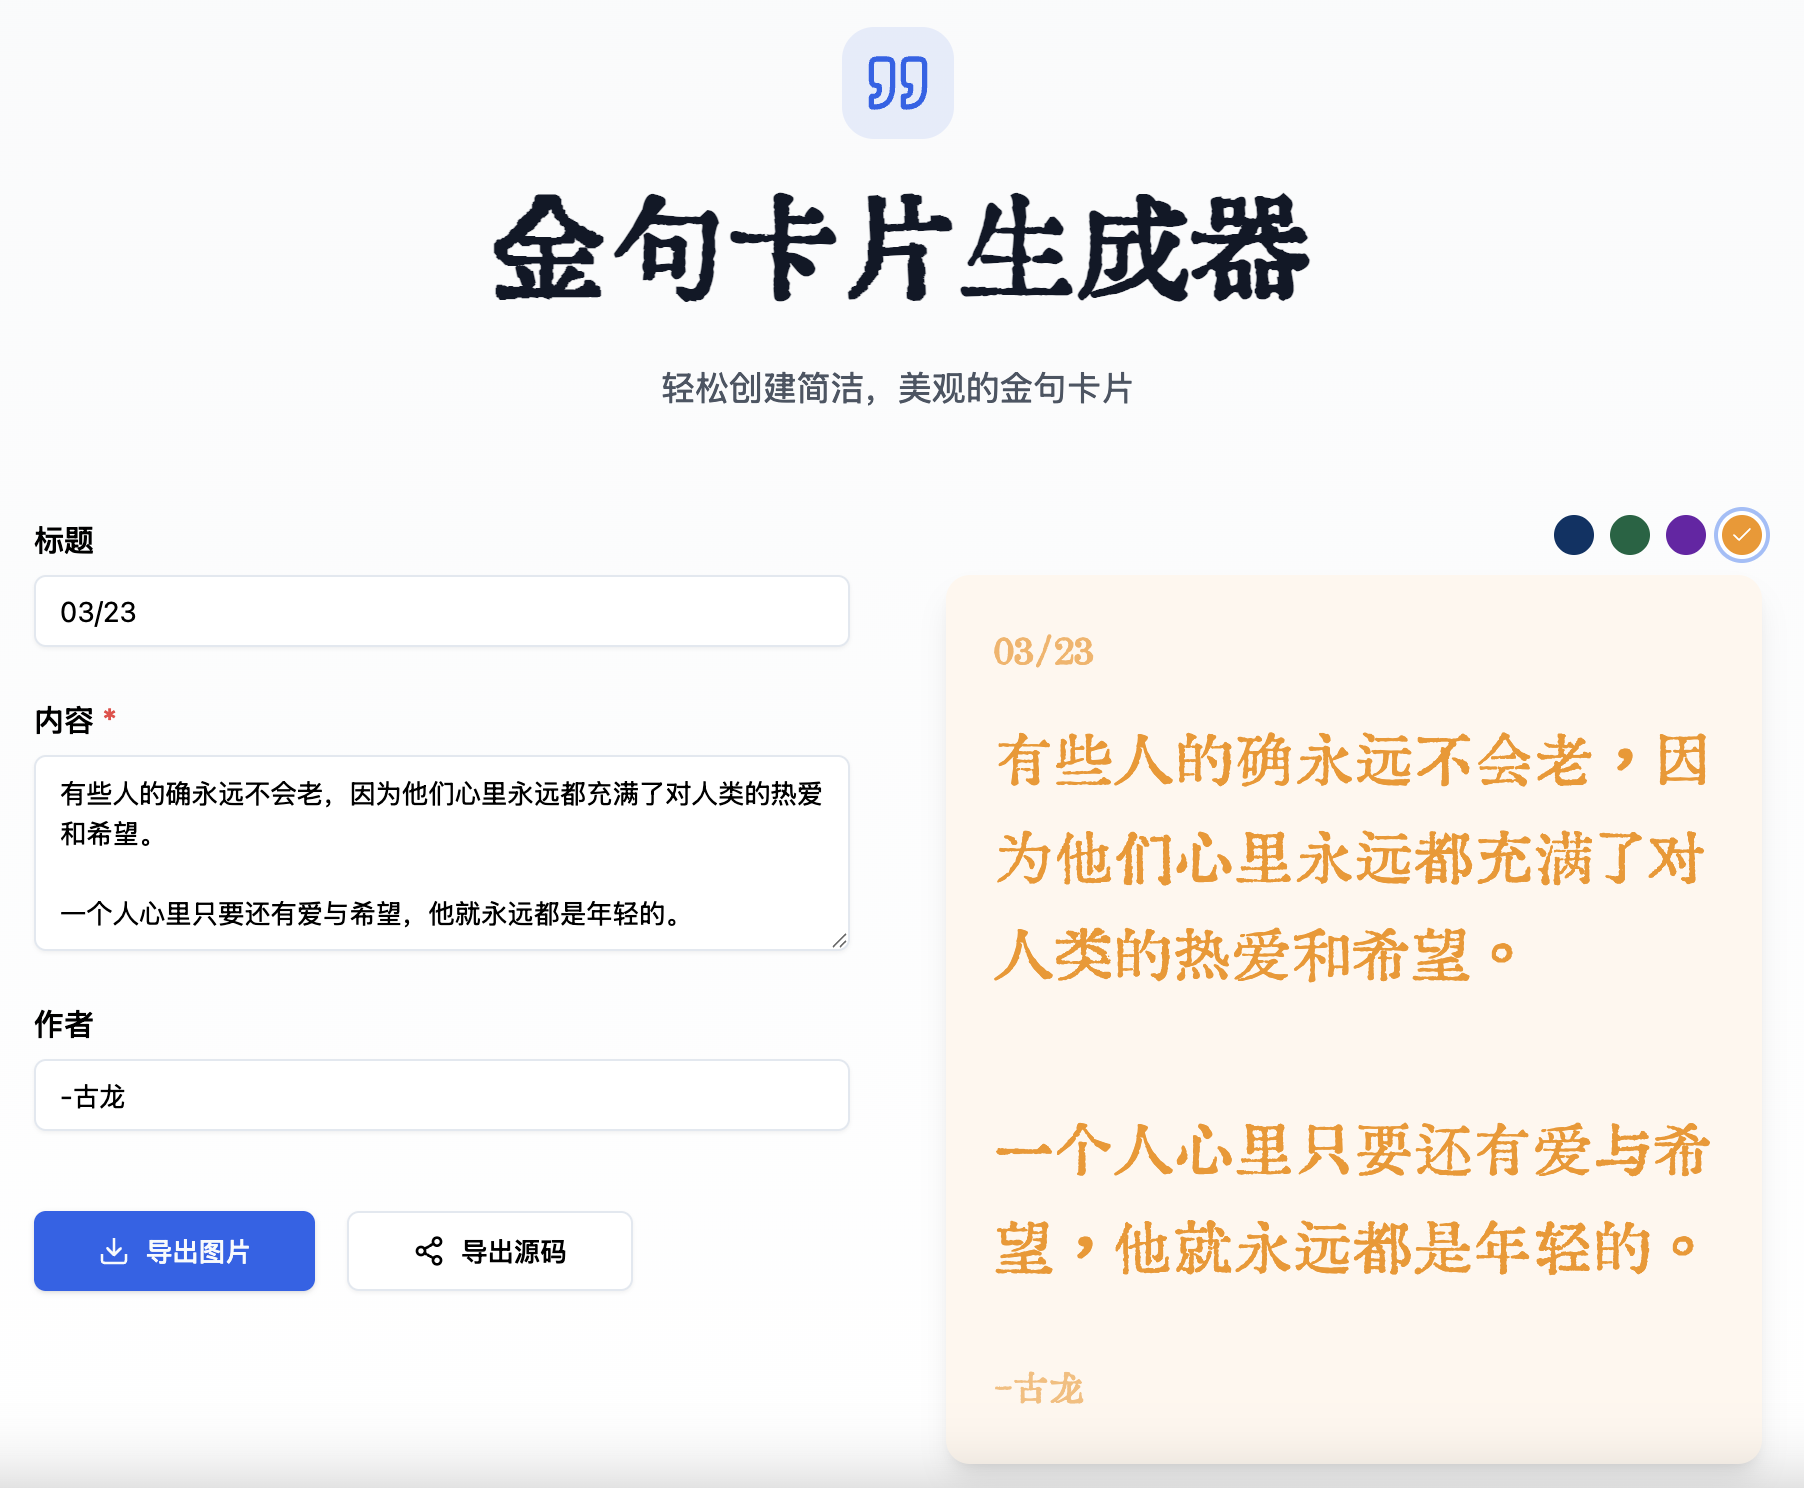 金句卡片生成器
轻松创建简洁，美观的金句卡片
标题
03/23
内容 *
有些人的确永远不会老，因为他们心里永远都充满了对人类的热爱
和希望。
一个人心里只要还有爱与希望，他就永远都是年轻的。
作者
-古龙
导出图片
导出源码
03/23
有些人的确永远不会老，因
为他们心里永远都充满了对
人类的热爱和希望。
一个人心里只要还有爱与希
望，他就永远都是年轻的。
-古龙